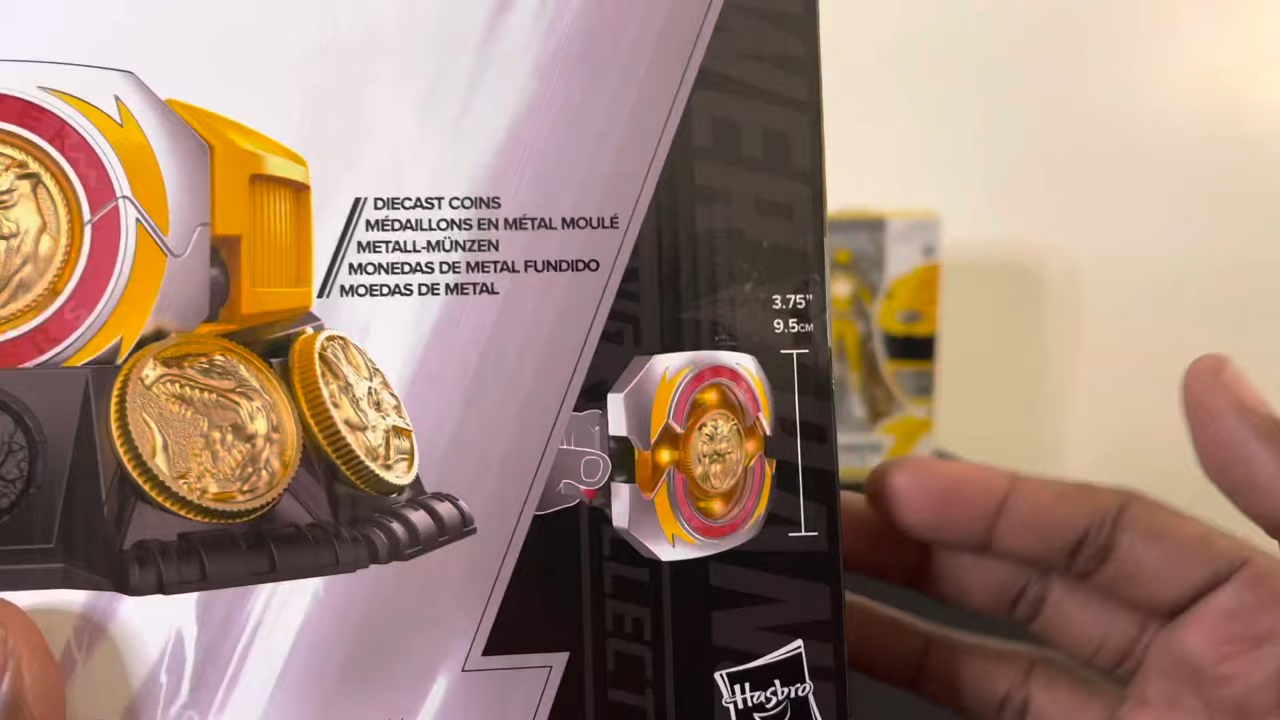 DIECAST COINS
MÉDAILLONS EN MÉTAL MOULÉ
METALL-MÜNZEN
MONEDAS DE METAL FUNDIDO
MOEDAS DE METAL
3.75"
9.5CM
Hasbro